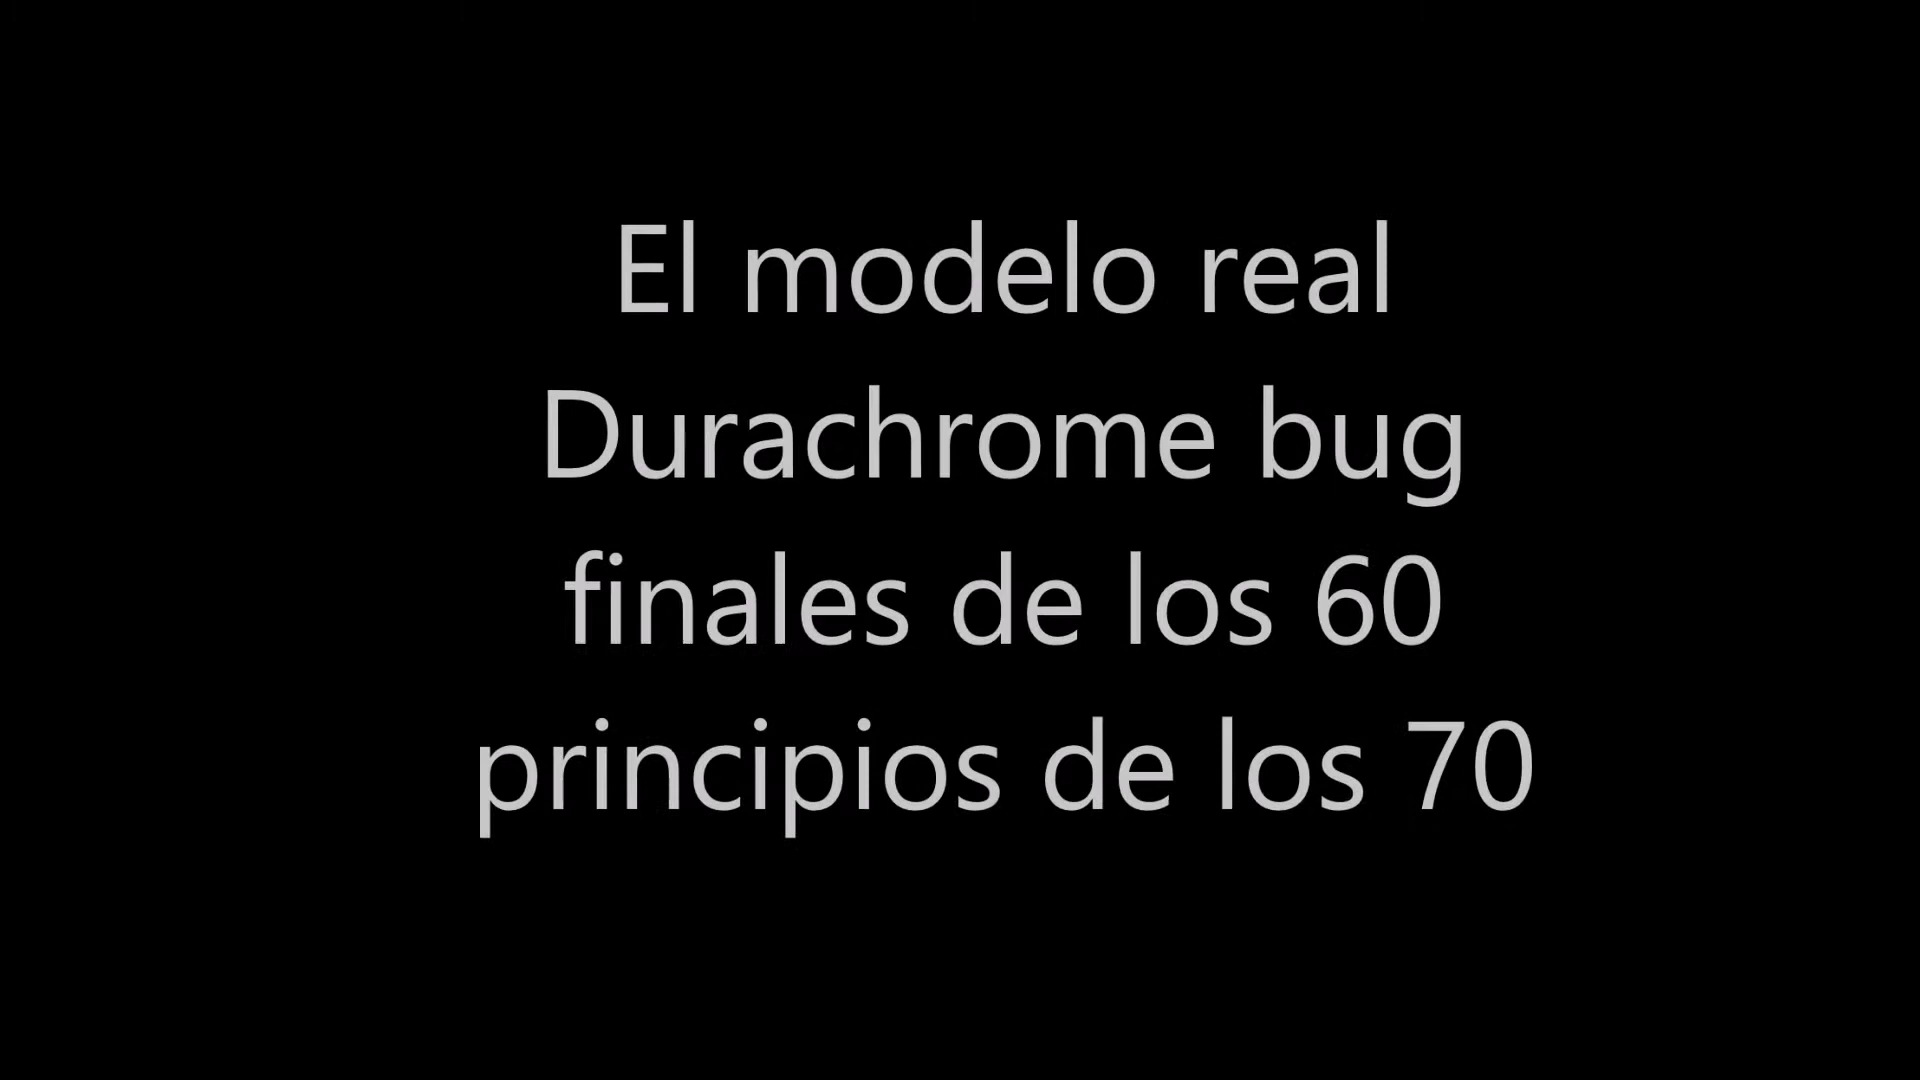 El modelo real
Durachrome bug
finales de los 60
principios de los 70